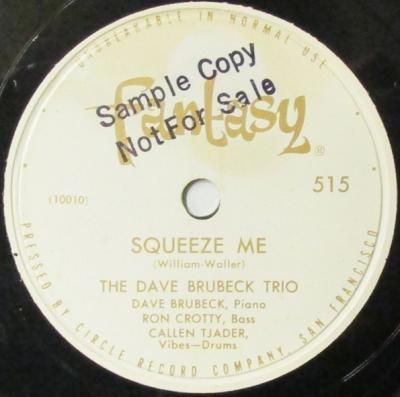 UNBREAKABLE IN NORMAL USE
Sample Copy
Not For Sale
Fantasy
®
(10010)
515
SQUEEZE ME
(William-Waller)
THE DAVE BRUBECK TRIO
DAVE BRUBECK, Piano
RON CROTTY, Bass
CALLEN TJADER,
Vibes—Drums
PRESSED BY CIRCLE RECORD COMPANY, SAN FRANCISCO